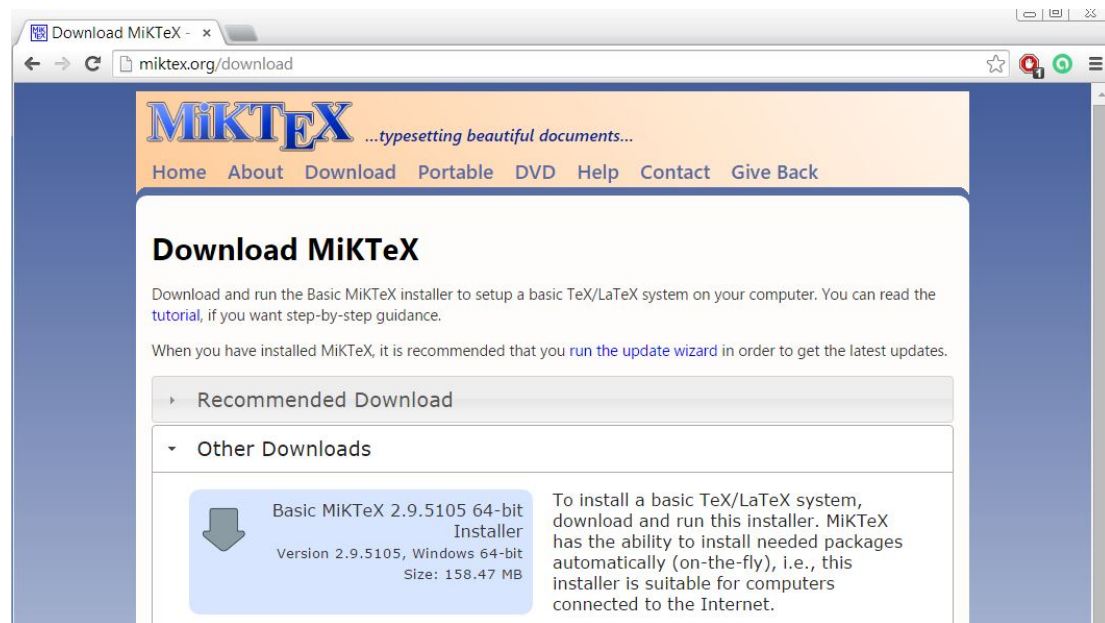 Download MiKTeX -
miktex.org/download
1
MiKTEX ...typesetting beautiful documents...
Home About Download Portable DVD Help Contact Give Back
Download MiKTeX
Download and run the Basic MiKTeX installer to setup a basic TeX/LaTeX system on your computer. You can read the
tutorial, if you want step-by-step guidance.
When you have installed MiKTeX, it is recommended that you run the update wizard in order to get the latest updates.
Recommended Download
Other Downloads
Basic MiKTeX 2.9.5105 64-bit
Installer
Version 2.9.5105, Windows 64-bit
Size: 158.47 MB
To install a basic TeX/LaTeX system,
download and run this installer. MiKTeX
has the ability to install needed packages
automatically (on-the-fly), i.e., this
installer is suitable for computers
connected to the Internet.